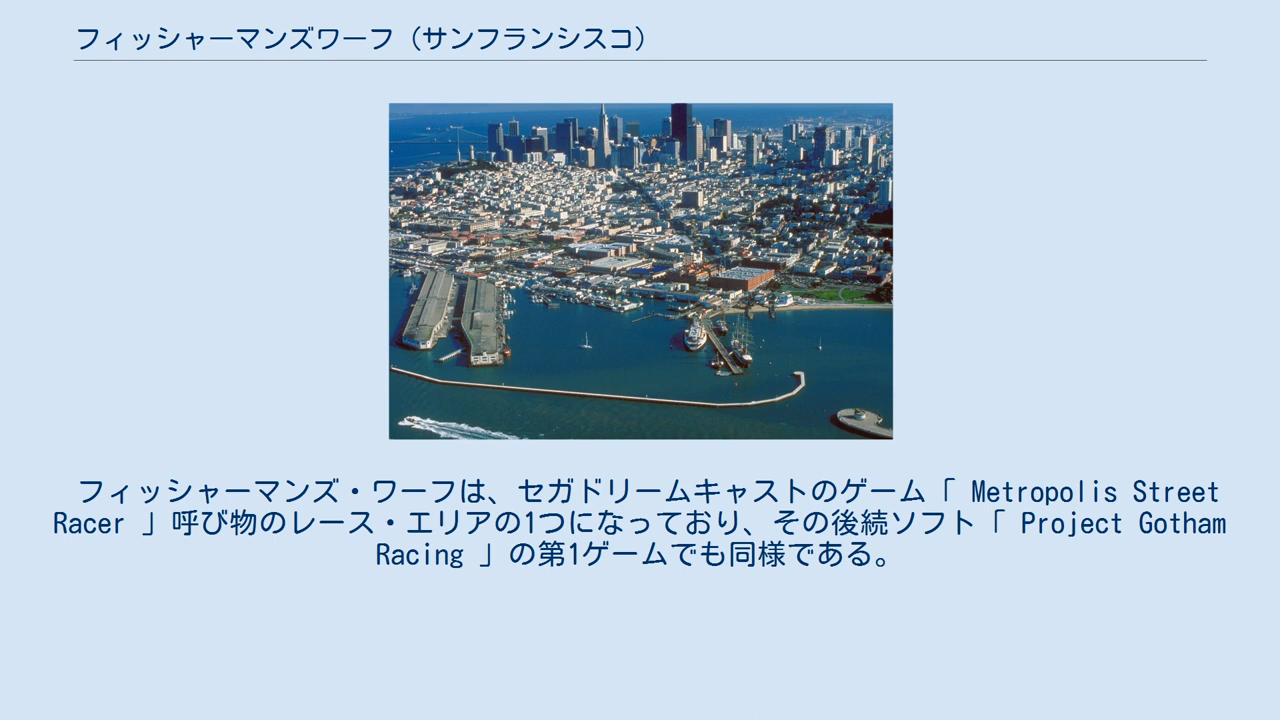 フィッシャーマンズワーフ（サンフランシスコ）
フィッシャーマンズ・ワーフは、セガドリームキャストのゲーム「 Metropolis Street
Racer 」呼び物のレース・エリアの1つになっており、その後続ソフト「 Project Gotham
Racing 」の第1ゲームでも同様である。